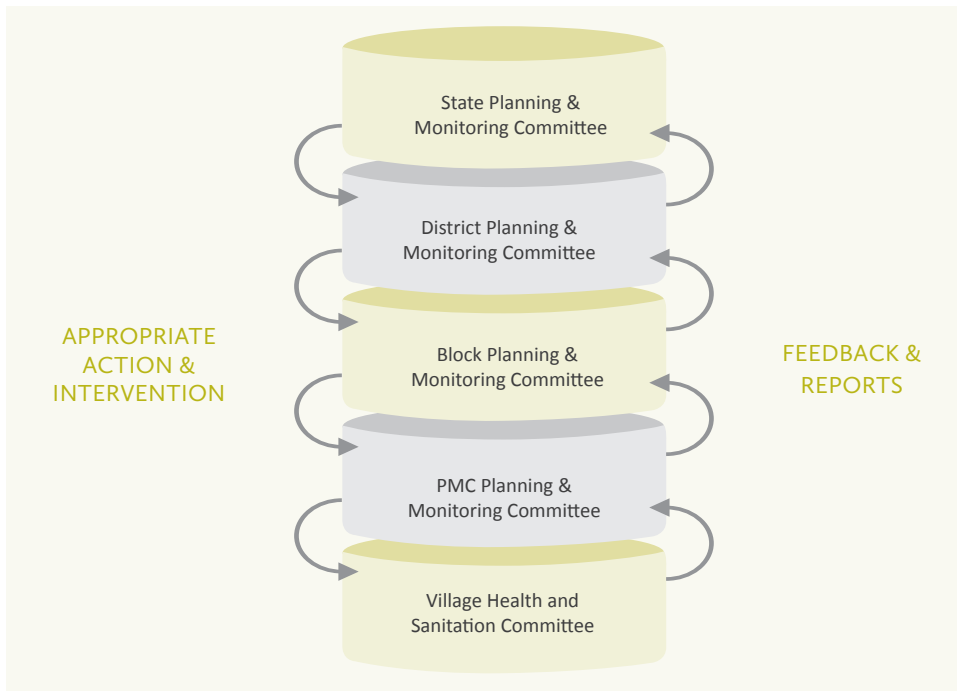 State Planning &
Monitoring Committee
District Planning &
Monitoring Committee
APPROPRIATE
ACTION &
INTERVENTION
Block Planning &
Monitoring Committee
FEEDBACK &
REPORTS
PMC Planning &
Monitoring Committee
Village Health and
Sanitation Committee